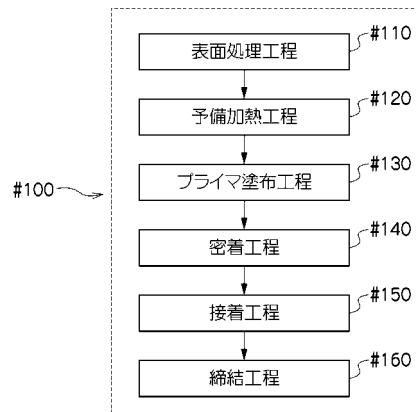 表面処理工程 #110
予備加熱工程 #120
プライマ塗布工程 #130
#100
密着工程 #140
接着工程 #150
締結工程 #160